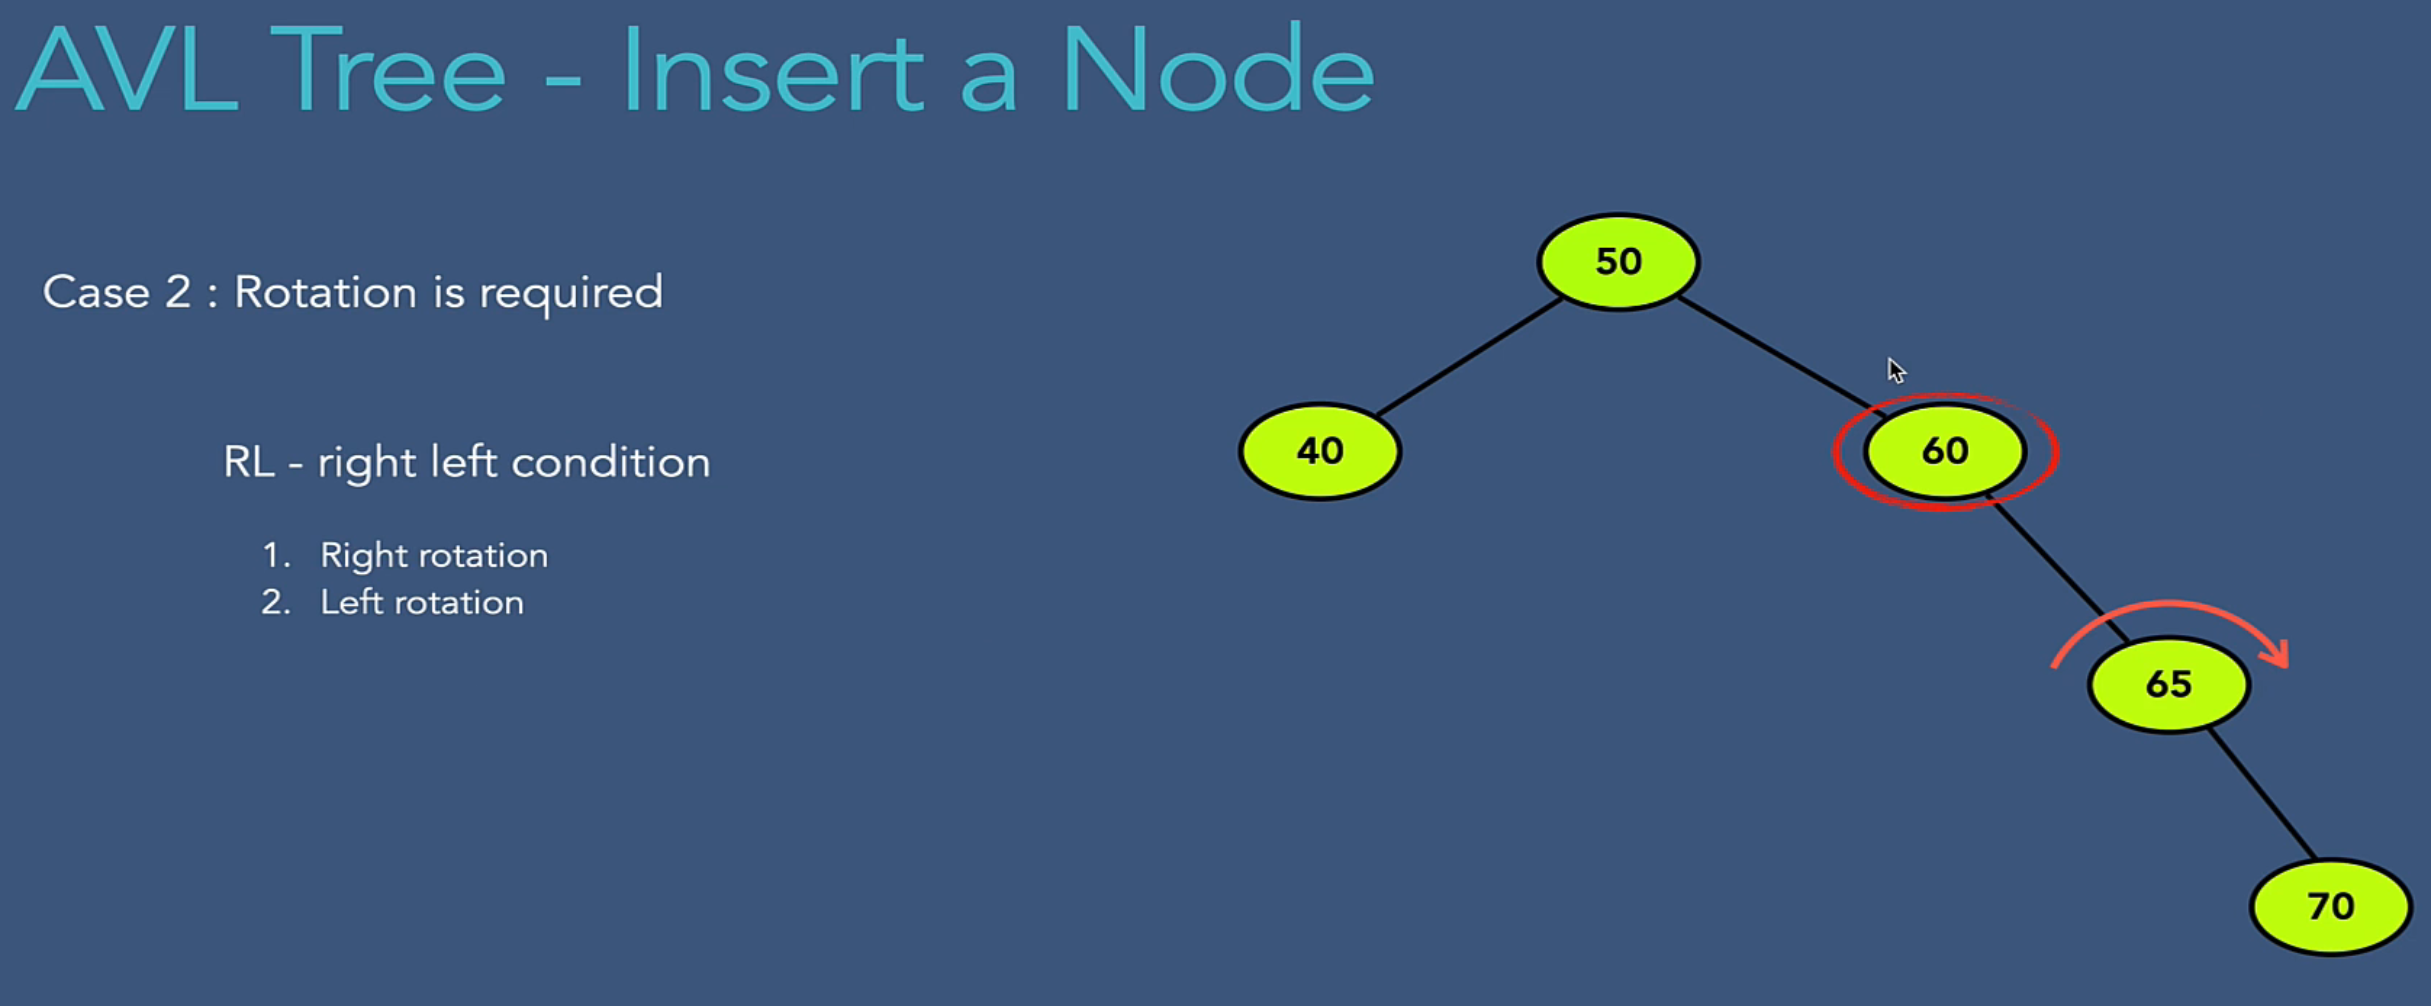 AVL Tree - Insert a Node
Case 2 : Rotation is required
RL - right left condition
1. Right rotation
2. Left rotation
50
40
60
65
70